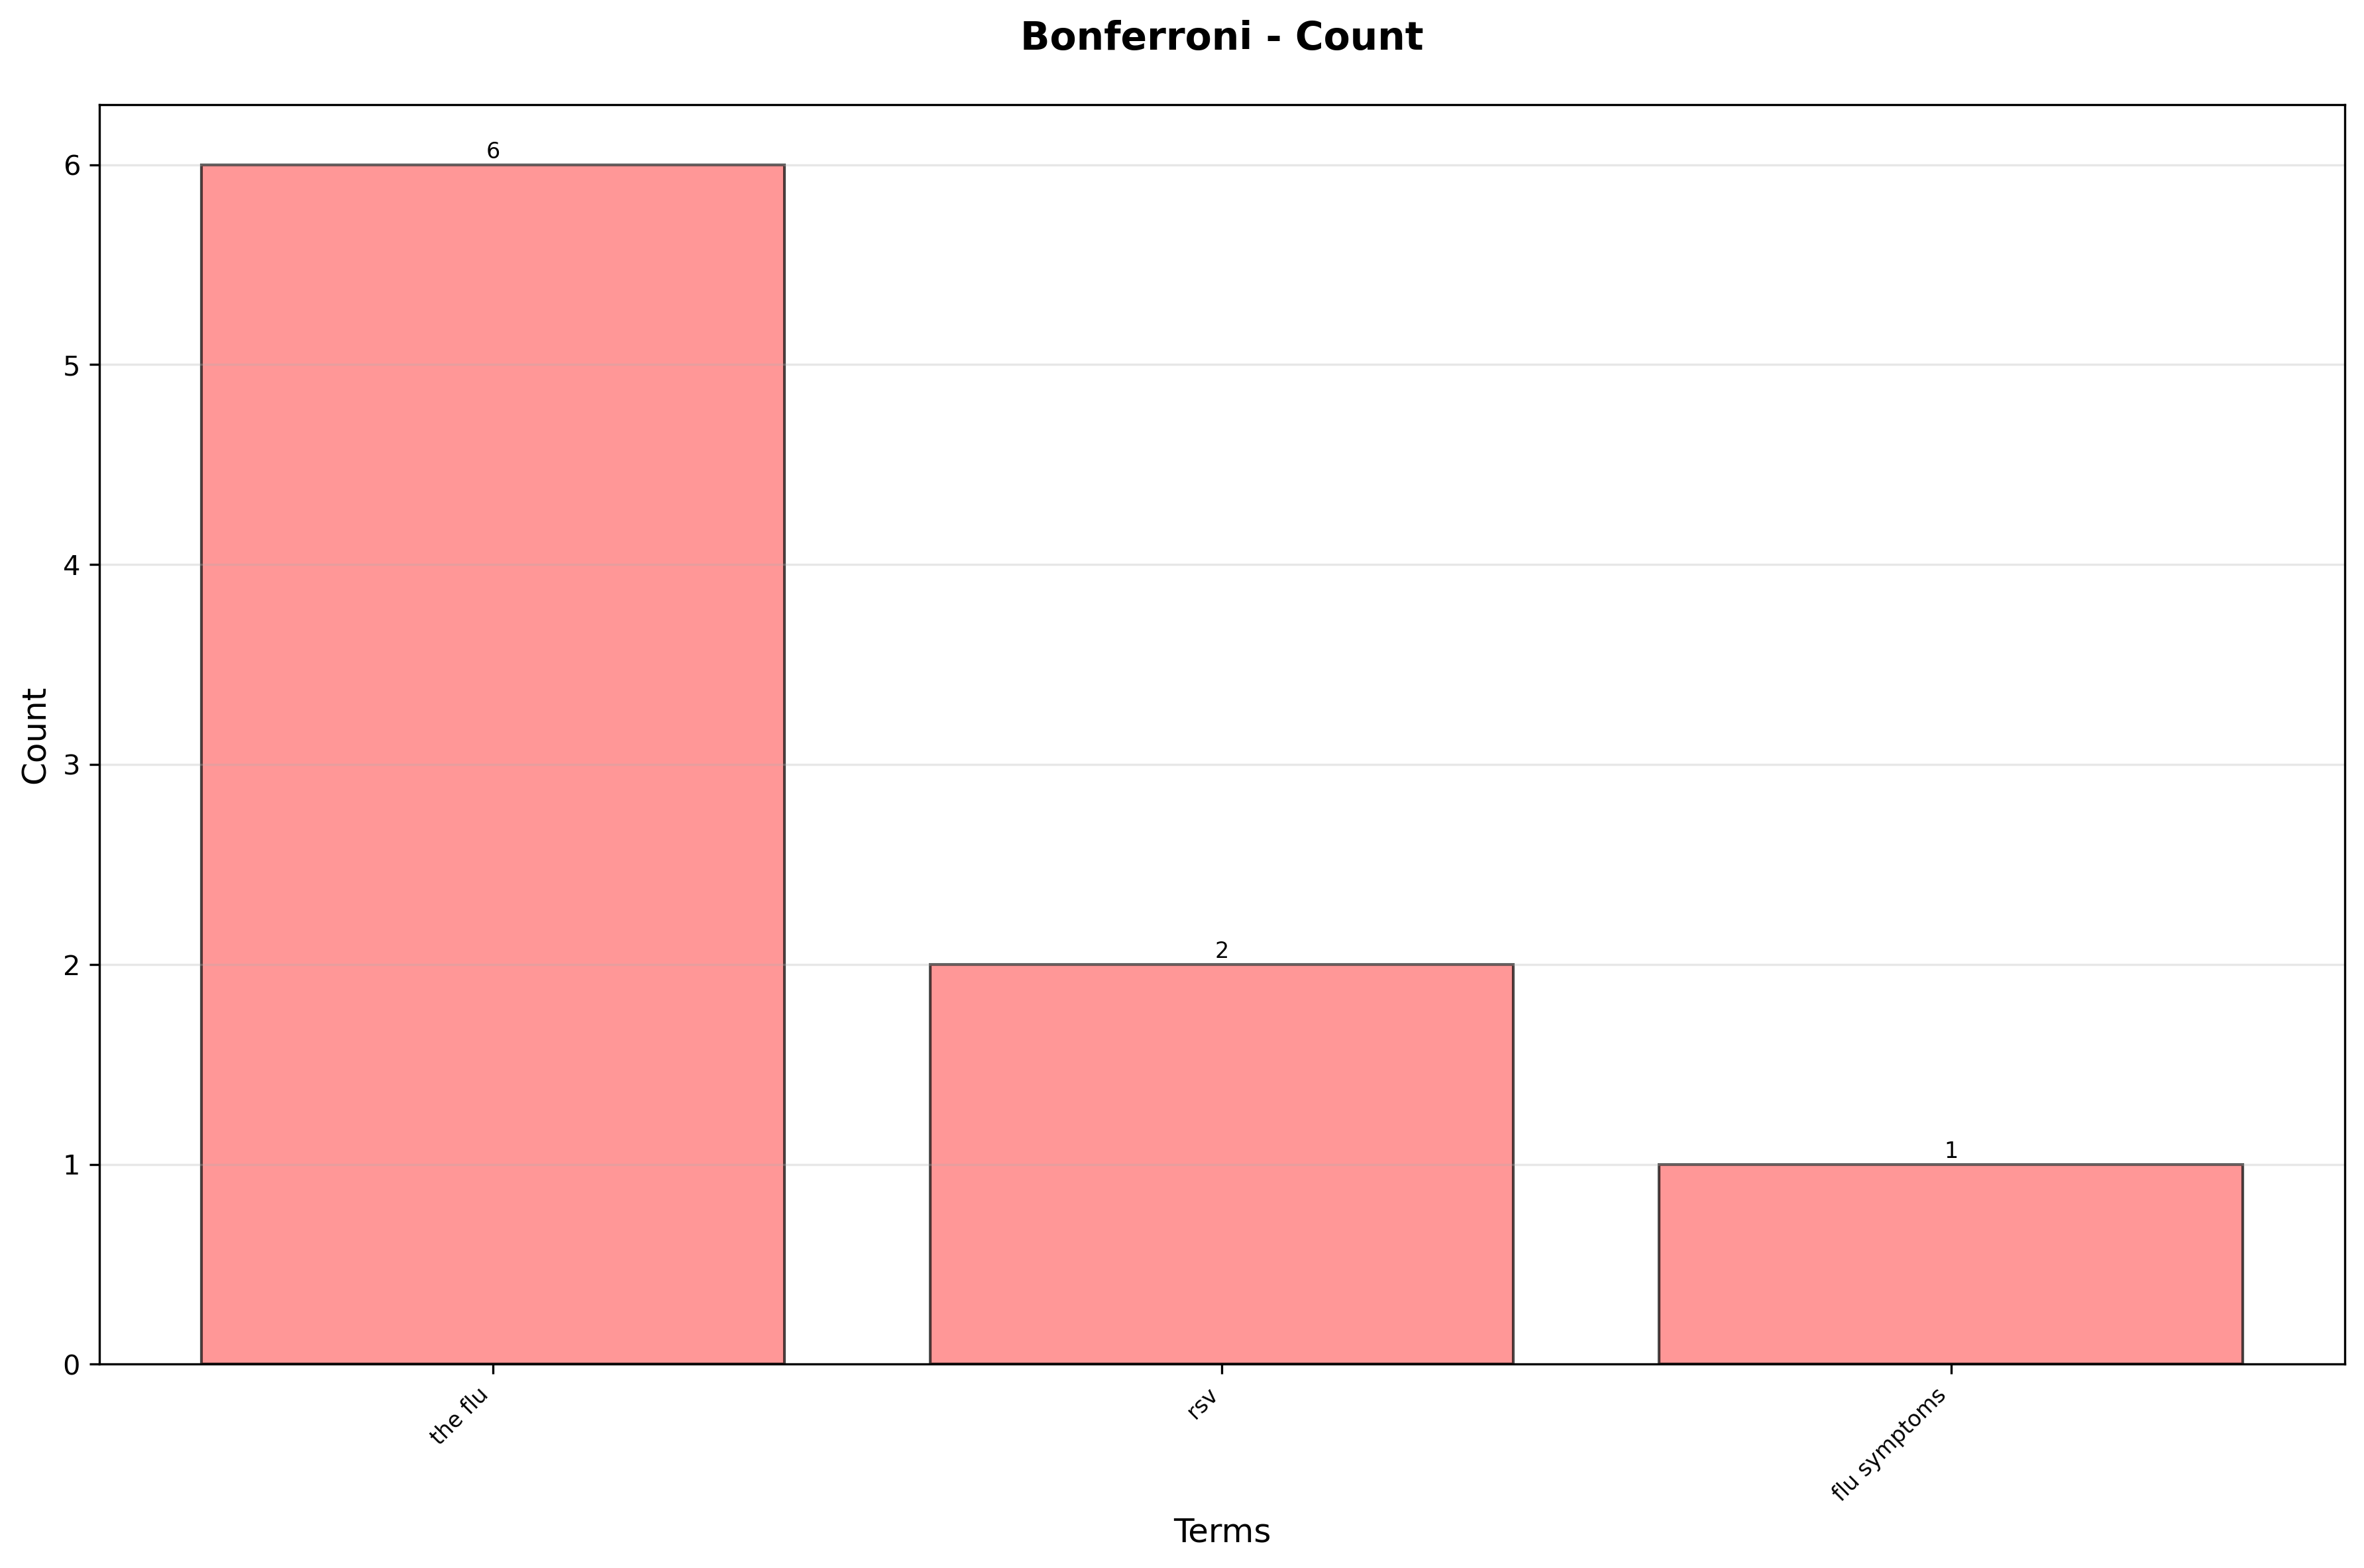 Bonferroni - Count
Count
6
5
4
3
2
1
0
6
2
1
the flu
rsv
flu symptoms
Terms